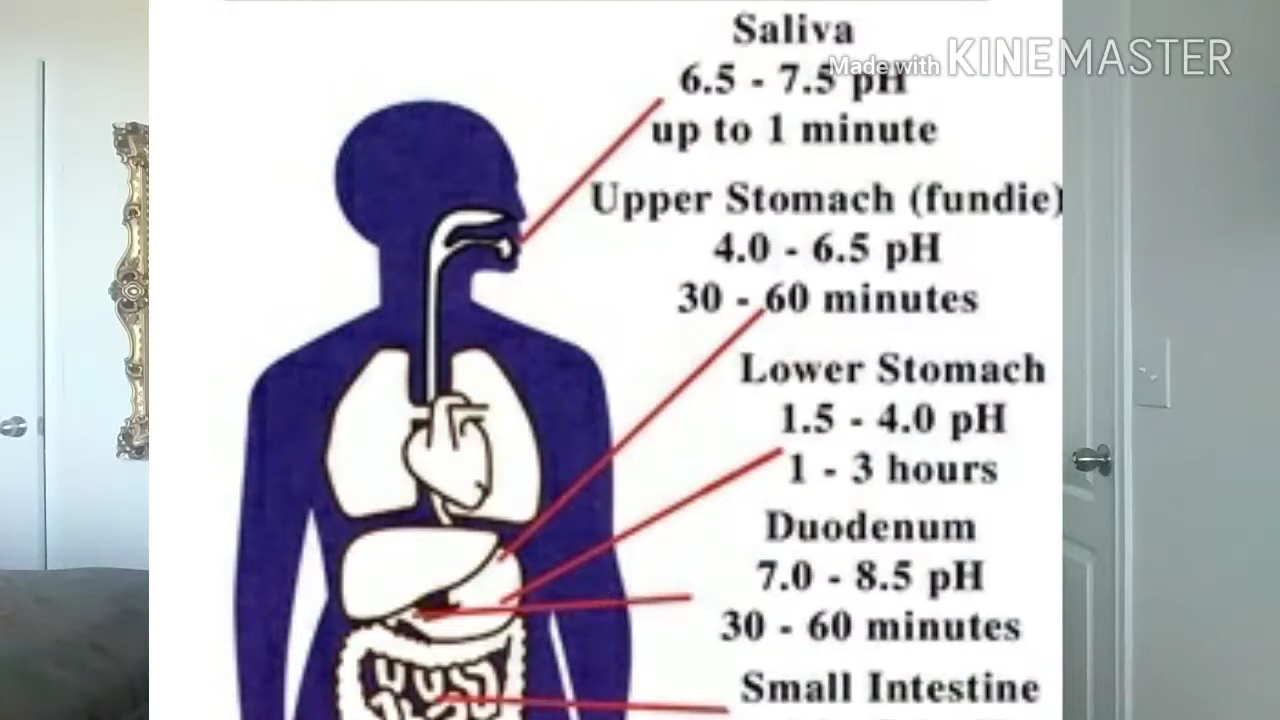 Saliva
Made with KINEMASTER
6.5 - 7.5 pH
up to 1 minute
Upper Stomach (fundie)
4.0 - 6.5 pH
30 - 60 minutes
Lower Stomach
1.5 - 4.0 pH
1 - 3 hours
Duodenum
7.0 - 8.5 pH
30 - 60 minutes
Small Intestine